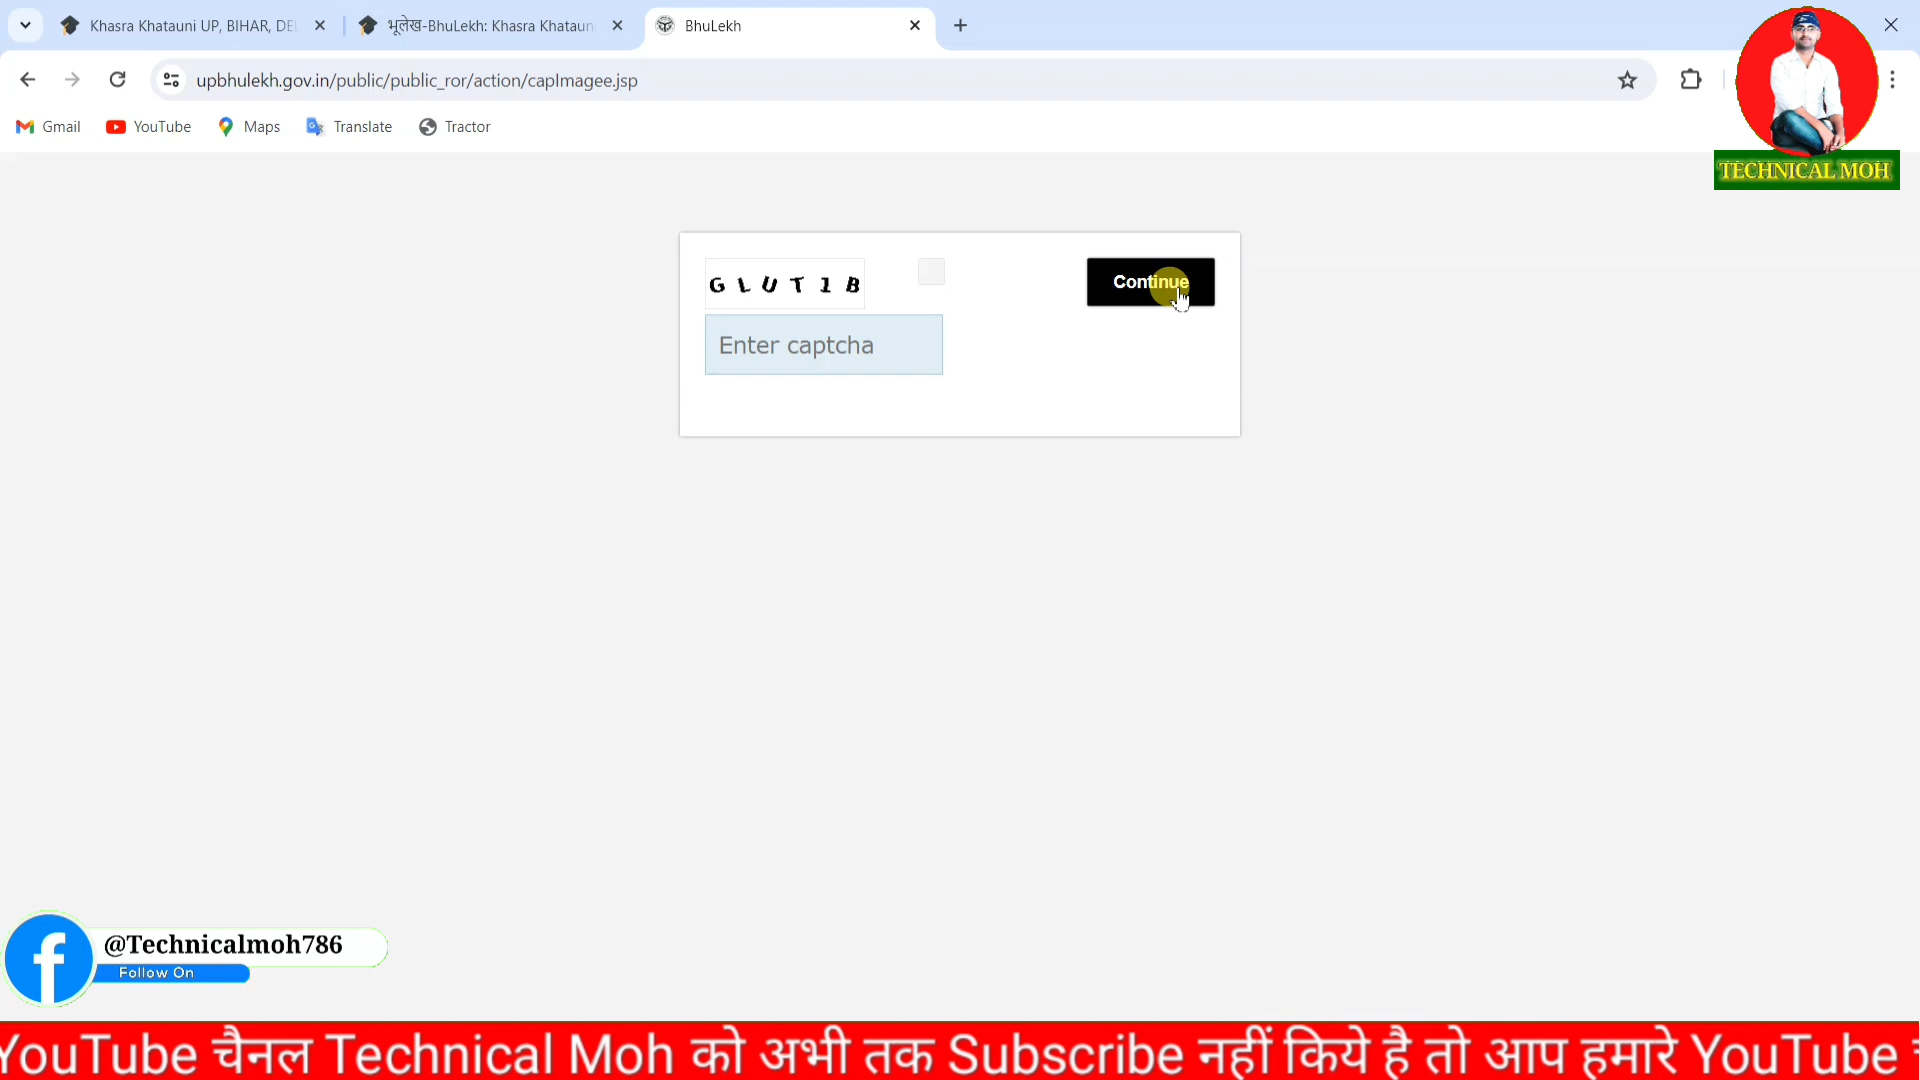 Khasra Khatauni UP, BIHAR, DEL
भूलेख-BhuLekh: Khasra Khataun
BhuLekh
upbhulekh.gov.in/public/public_ror/action/capImagee.jsp
Gmail
YouTube
Maps
Translate
Tractor
TECHNICAL MOH
G L U T 1 B
Continue
Enter captcha
@Technicalmoh786
Follow On
YouTube चैनल Technical Moh को अभी तक Subscribe नहीं किये है तो आप हमारे YouTube